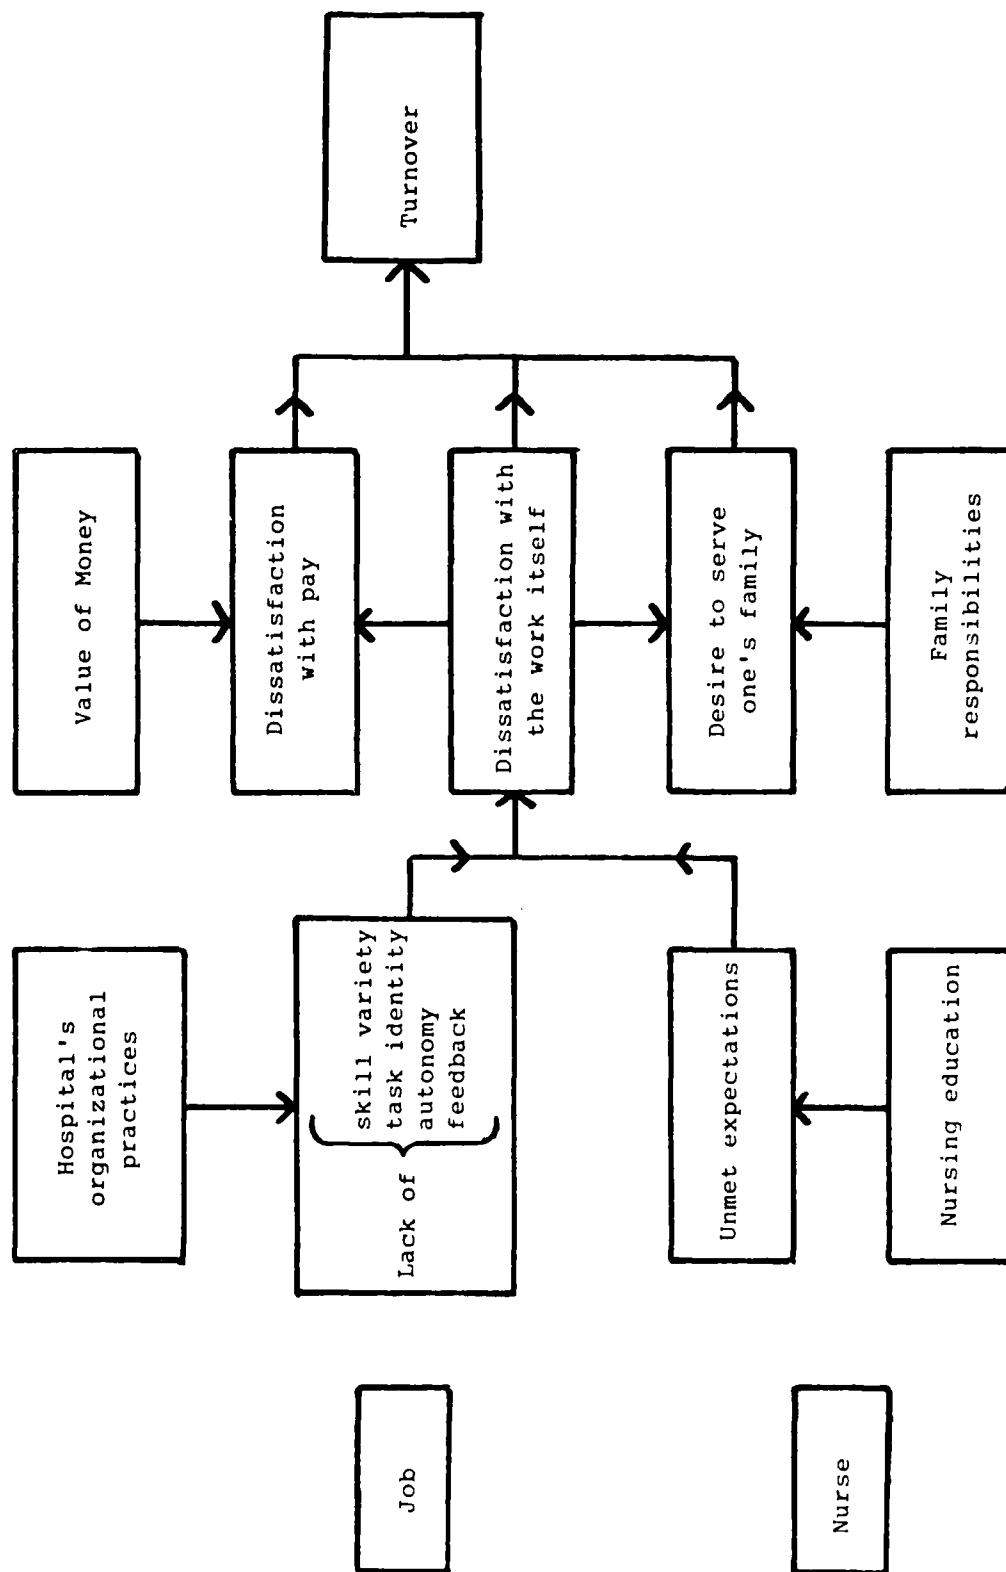 Job
Nurse
Hospital's
organizational
practices
Lack of
skill variety
task identity
autonomy
feedback
Unmet expectations
Nursing education
Value of Money
Dissatisfaction
with pay
Dissatisfaction with
the work itself
Desire to serve
one's family
Family
responsibilities
Turnover